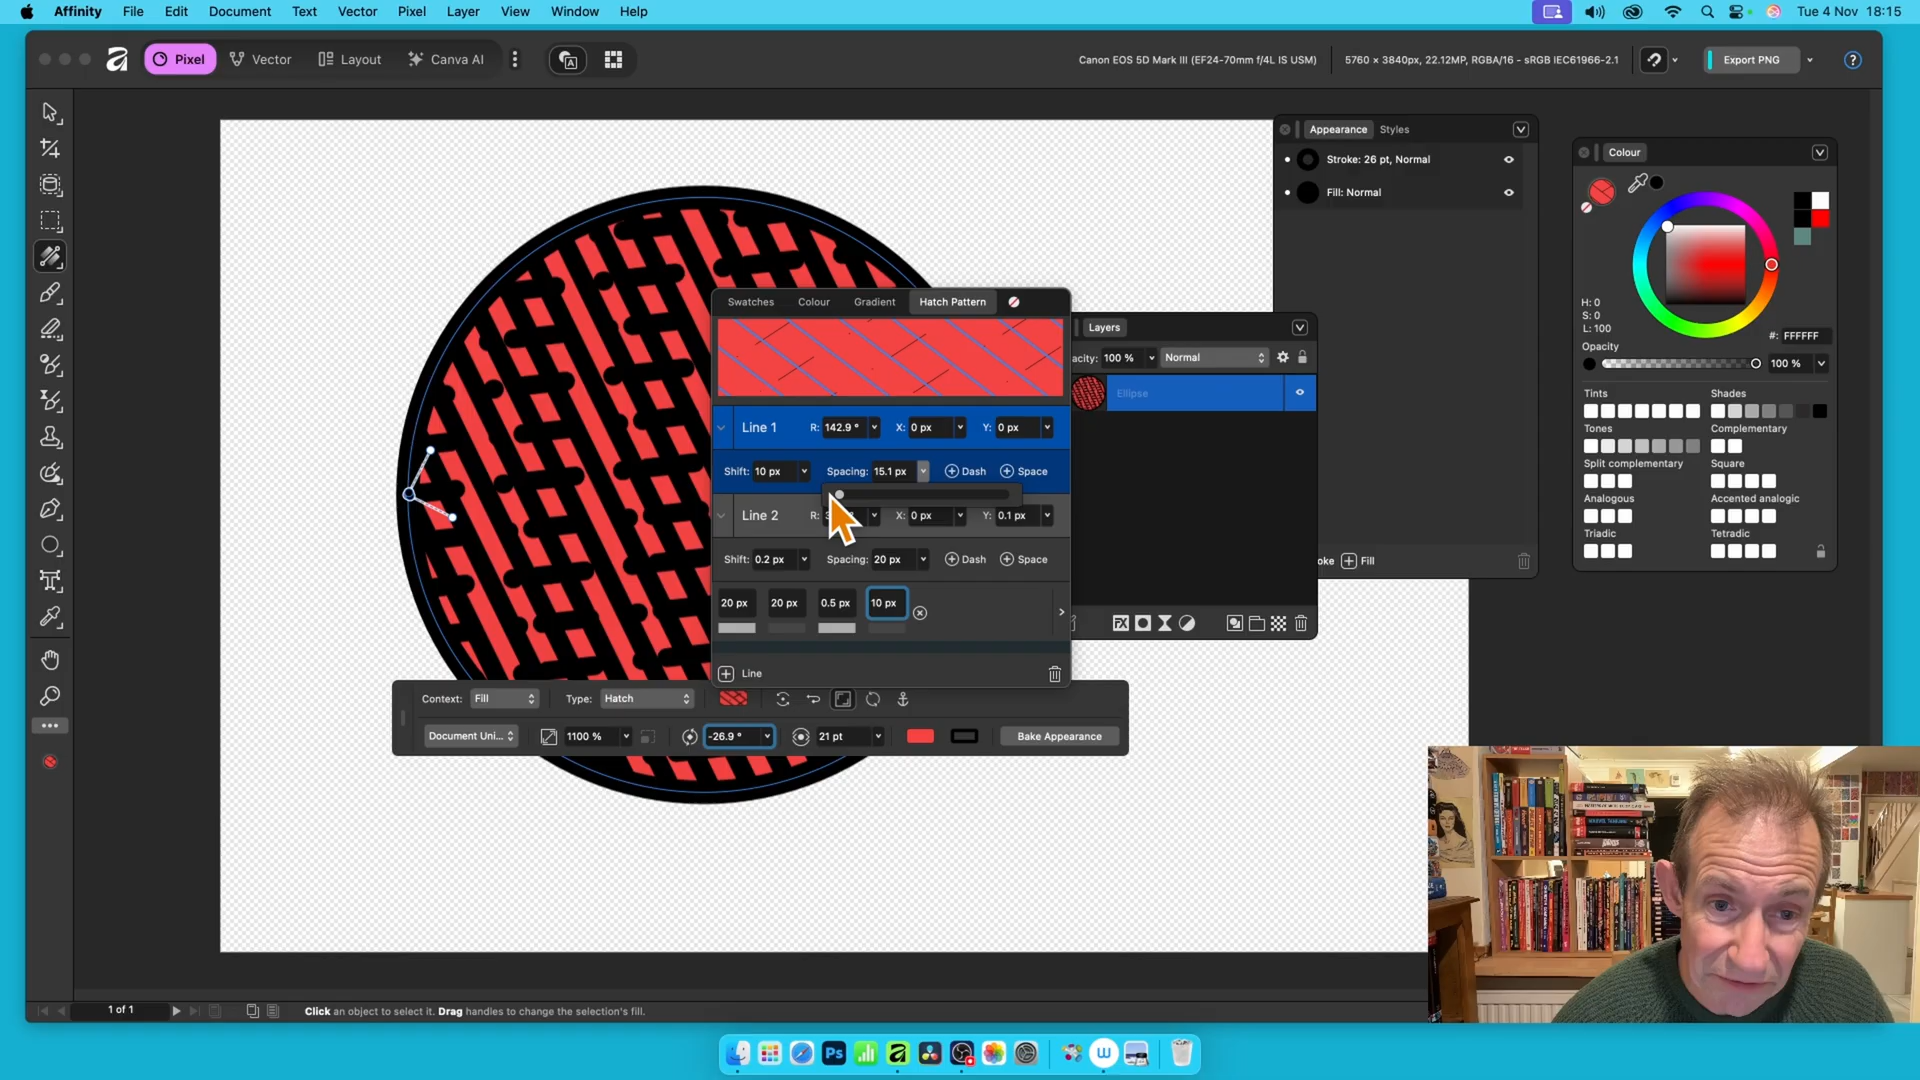 Affinity File Edit Document Text Vector Pixel Layer View Window Help
Tue 4 Nov 18:15
Pixel Vector Layout Canva AI
Canon EOS 5D Mark III (EF24-70mm f/4L IS USM)
5760 × 3840px, 22.12MP, RGBA/16 - sRGB IEC61966-2.1
Export PNG
Appearance Styles
Stroke: 26 pt, Normal
Fill: Normal
Colour
H: 0
S: 0
L: 100
#: FFFFFF
Opacity
100 %
Tints
Shades
Tones
Complementary
Split complementary
Square
Analogous
Accented analogic
Triadic
Tetradic
Swatches Colour Gradient Hatch Pattern
Line 1 R: 142.9 ° X: 0 px Y: 0 px
Shift: 10 px Spacing: 15.1 px Dash Space
Line 2 R: X: 0 px Y: 0.1 px
Shift: 0.2 px Spacing: 20 px Dash Space
20 px 20 px 0.5 px 10 px
Line
Layers
acity: 100 % Normal
Ellipse
oke Fill
Context: Fill Type: Hatch
Document Uni... 1100 % -26.9 ° 21 pt Bake Appearance
1 of 1
Click an object to select it. Drag handles to change the selection's fill.
Ps